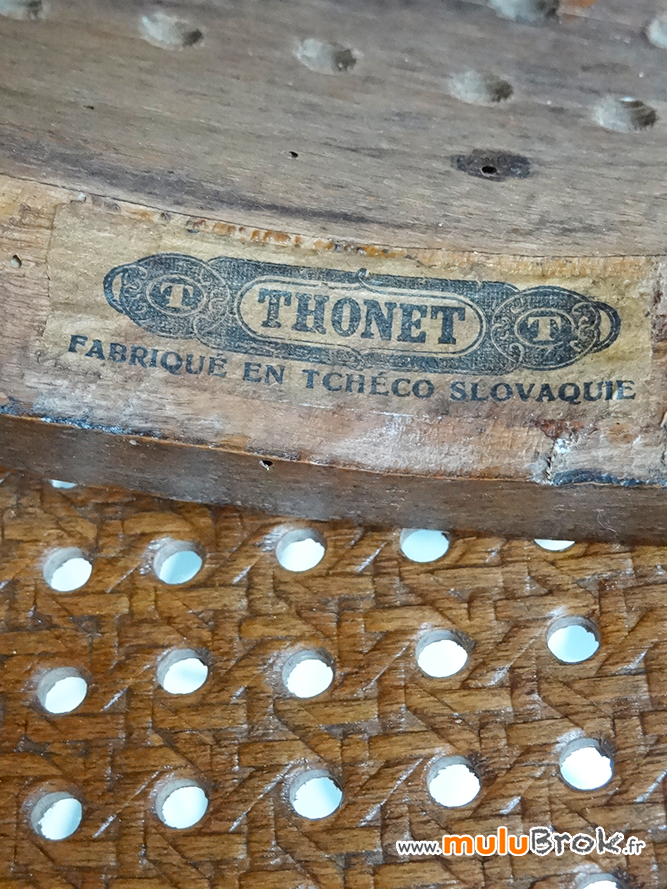 T THONET T
FABRIQUÉ EN TCHÉCO SLOVAQUIE
www.muluBroK.fr